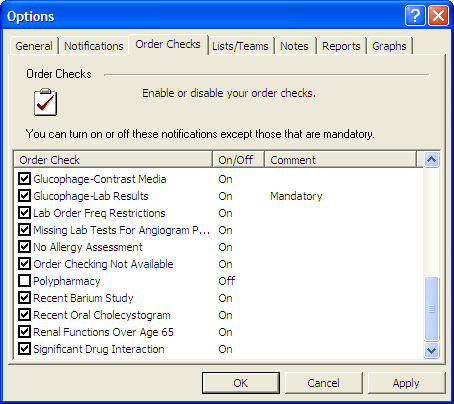 Options
General Notifications Order Checks Lists/Teams Notes Reports Graphs
Order Checks
Enable or disable your order checks.
You can turn on or off these notifications except those that are mandatory.
Order Check On/Off Comment
Glucophage-Contrast Media On
Glucophage-Lab Results On Mandatory
Lab Order Freq Restrictions On
Missing Lab Tests For Angiogram P... On
No Allergy Assessment On
Order Checking Not Available On
Polypharmacy Off
Recent Barium Study On
Recent Oral Cholecystogram On
Renal Functions Over Age 65 On
Significant Drug Interaction On
OK Cancel Apply